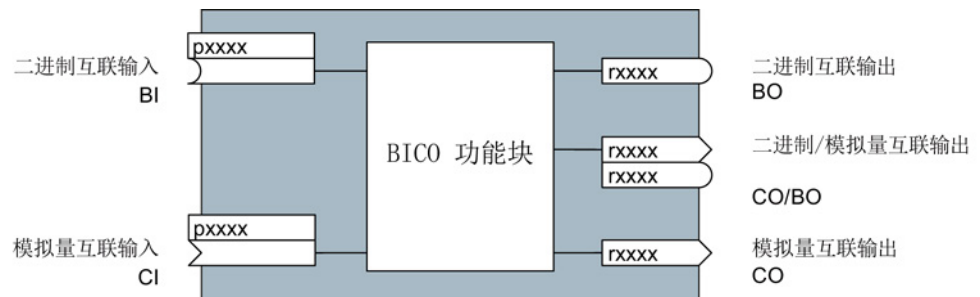 pxxxx
二进制互联输入
BI
BICO 功能块
rxxxx
二进制互联输出
BO
rxxxx
rxxxx
二进制/模拟量互联输出
CO/BO
pxxxx
模拟量互联输入
CI
rxxxx
模拟量互联输出
CO